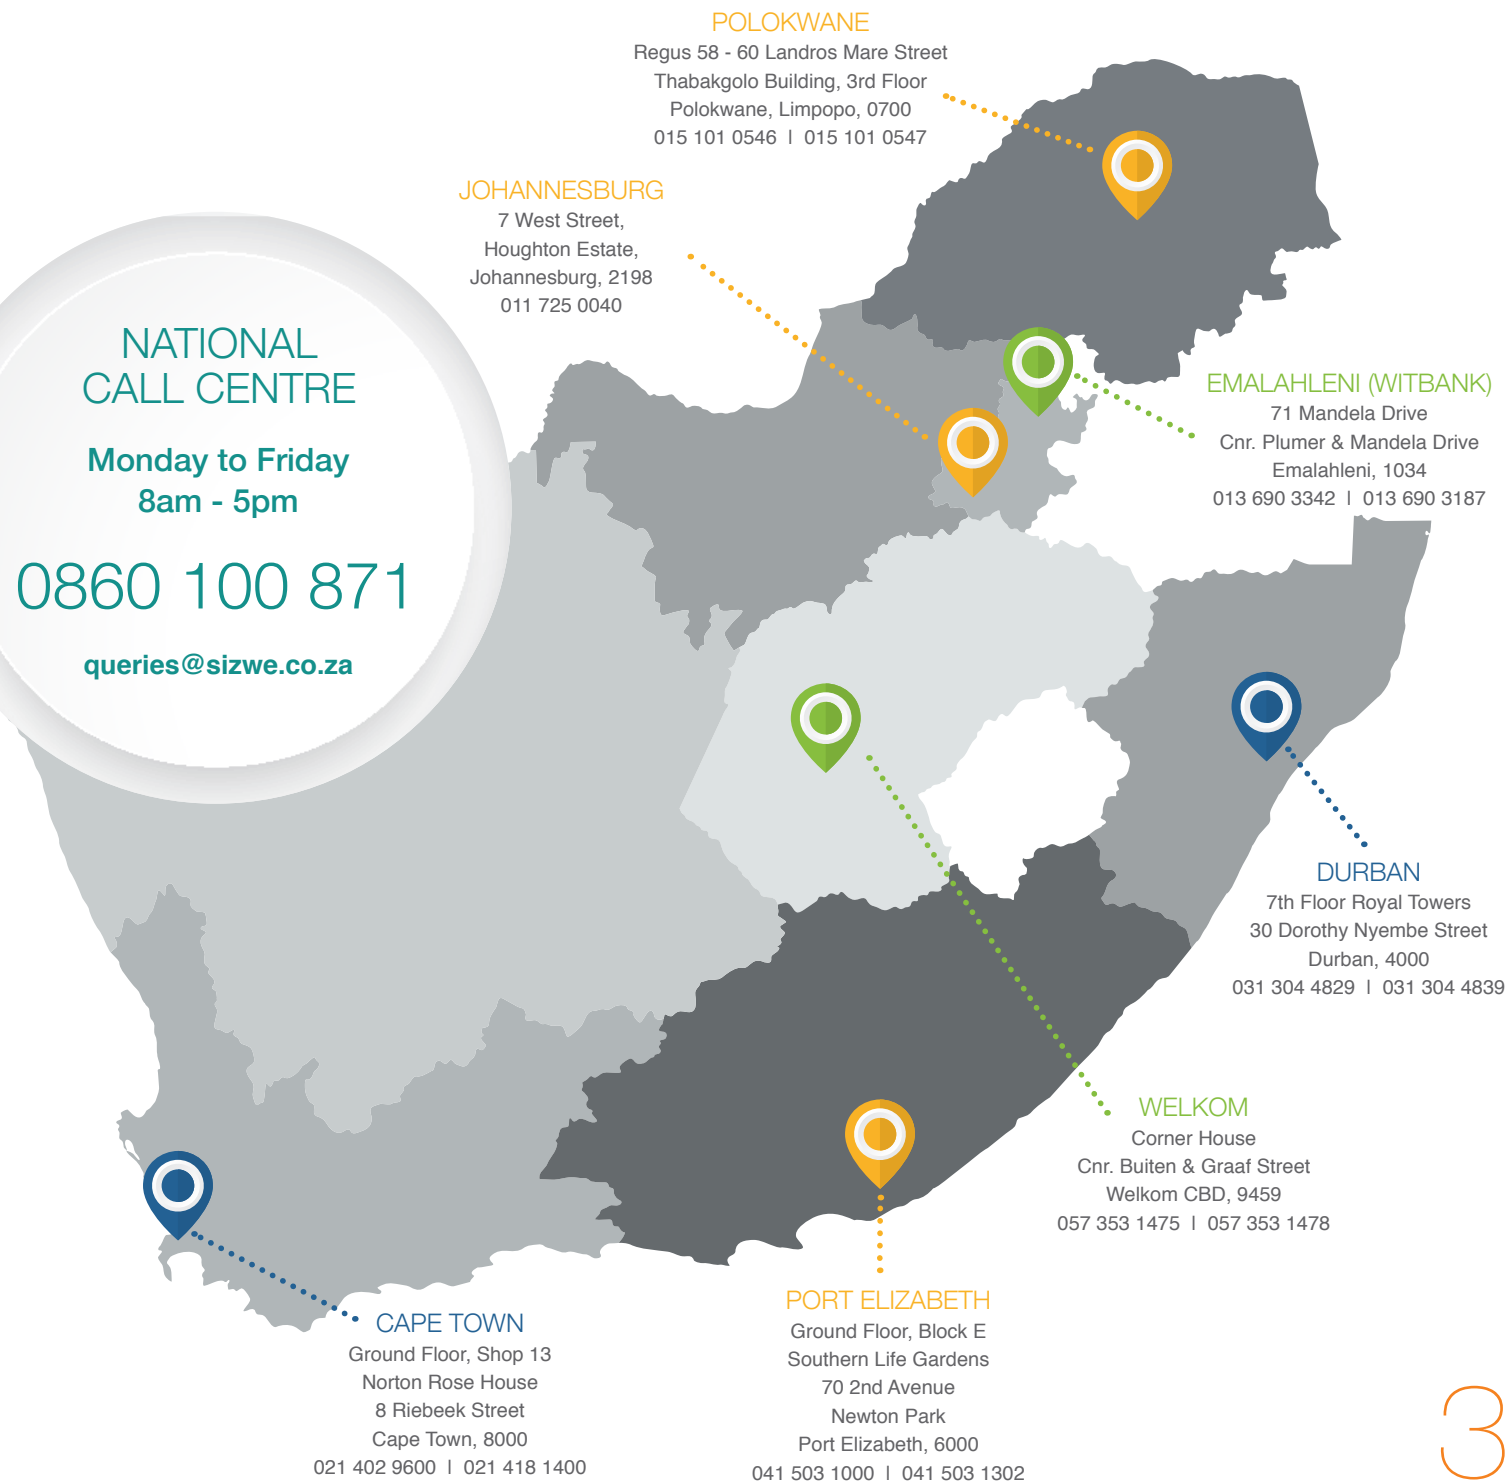 POLOKWANE
Regus 58 - 60 Landros Mare Street
Thabakgolo Building, 3rd Floor
Polokwane, Limpopo, 0700
015 101 0546 I 015 101 0547
JOHANNESBURG
7 West Street,
Houghton Estate,
Johannesburg, 2198
011 725 0040
NATIONAL
CALL CENTRE
Monday to Friday
8am - 5pm
0860 100 871
queries@sizwe.co.za
EMALAHLENI (WITBANK)
71 Mandela Drive
Cnr. Plumer & Mandela Drive
Emalahleni, 1034
013 690 3342 I 013 690 3187
DURBAN
7th Floor Royal Towers
30 Dorothy Nyembe Street
Durban, 4000
031 304 4829 I 031 304 4839
WELKOM
Corner House
Cnr. Buiten & Graaf Street
Welkom CBD, 9459
057 353 1475 I 057 353 1478
PORT ELIZABETH
Ground Floor, Block E
Southern Life Gardens
70 2nd Avenue
Newton Park
Port Elizabeth, 6000
041 503 1000 I 041 503 1302
CAPE TOWN
Ground Floor, Shop 13
Norton Rose House
8 Riebeek Street
Cape Town, 8000
021 402 9600 I 021 418 1400
3